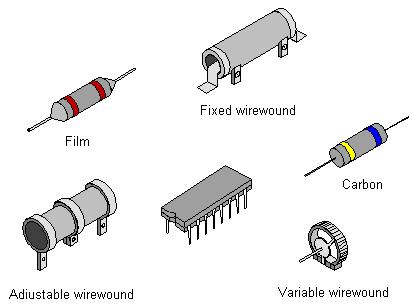 Fixed wirewound
Film
Carbon
Adjustable wirewound
Variable wirewound